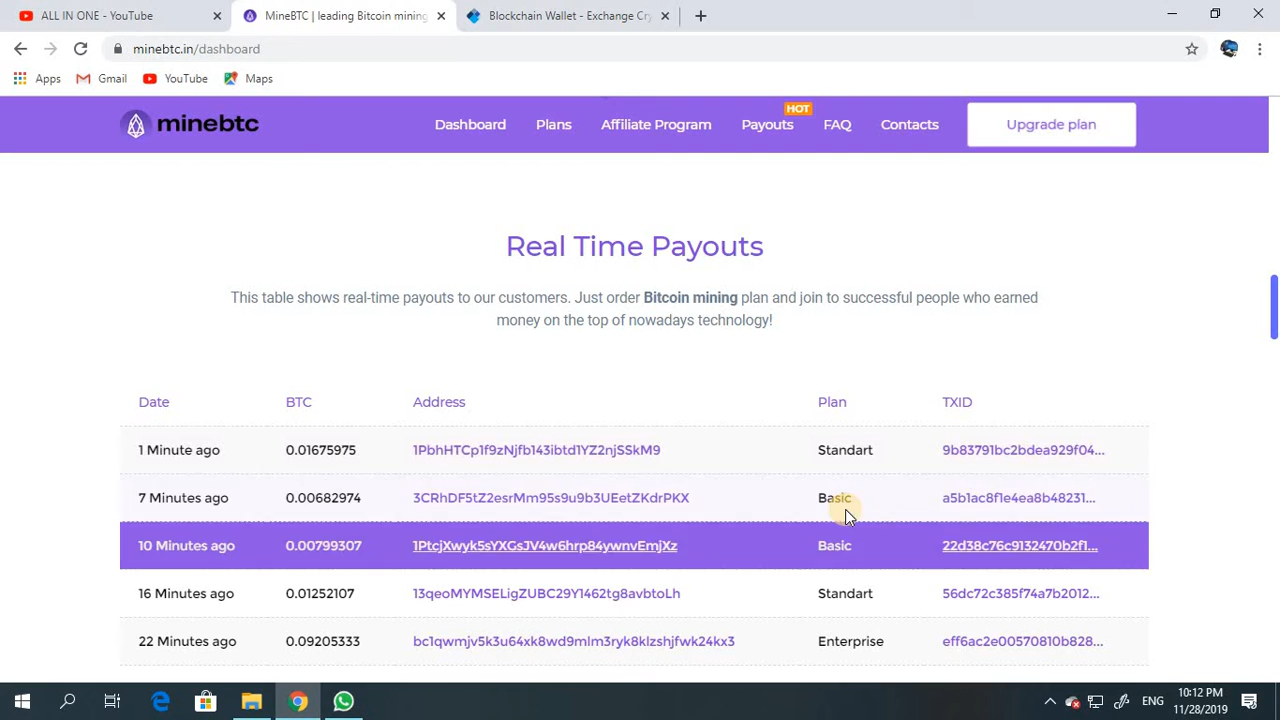 ALL IN ONE - YouTube
MineBTC | leading Bitcoin mining
Blockchain Wallet - Exchange Cry
minebtc.in/dashboard
Apps
Gmail
YouTube
Maps
minebtc
Dashboard
Plans
Affiliate Program
Payouts
HOT
FAQ
Contacts
Upgrade plan
Real Time Payouts
This table shows real-time payouts to our customers. Just order Bitcoin mining plan and join to successful people who earned
money on the top of nowadays technology!
Date BTC Address Plan TXID
1 Minute ago 0.01675975 1PbhHTCp1f9zNjfb143ibtd1YZ2njSSkM9 Standart 9b83791bc2bdea929f04...
7 Minutes ago 0.00682974 3CRhDF5tZ2esrMm95s9u9b3UEetZKdrPKX Basic a5b1ac8f1e4ea8b48231...
10 Minutes ago 0.00799307 1PtcjXwyk5sYXGsJV4w6hrp84ywnvEmjXz Basic 22d38c76c9132470b2f1...
16 Minutes ago 0.01252107 13qeoMYMSELigZUBC29Y1462tg8avbtoLh Standart 56dc72c385f74a7b2012...
22 Minutes ago 0.09205333 bc1qwmjv5k3u64xk8wd9mlm3ryk8klzshjfwk24kx3 Enterprise eff6ac2e00570810b828...
ENG
10:12 PM
11/28/2019